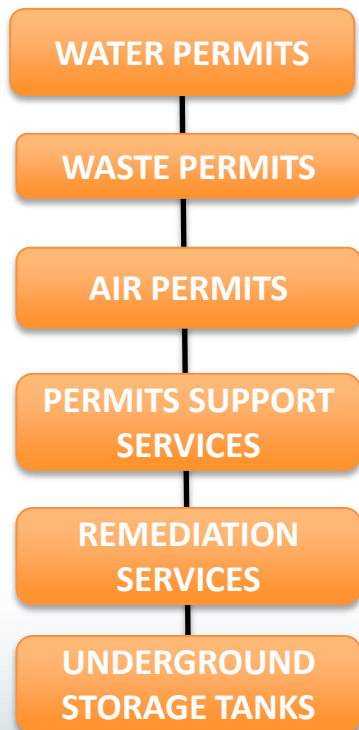 WATER PERMITS
WASTE PERMITS
AIR PERMITS
PERMITS SUPPORT
SERVICES
REMEDIATION
SERVICES
UNDERGROUND
STORAGE TANKS